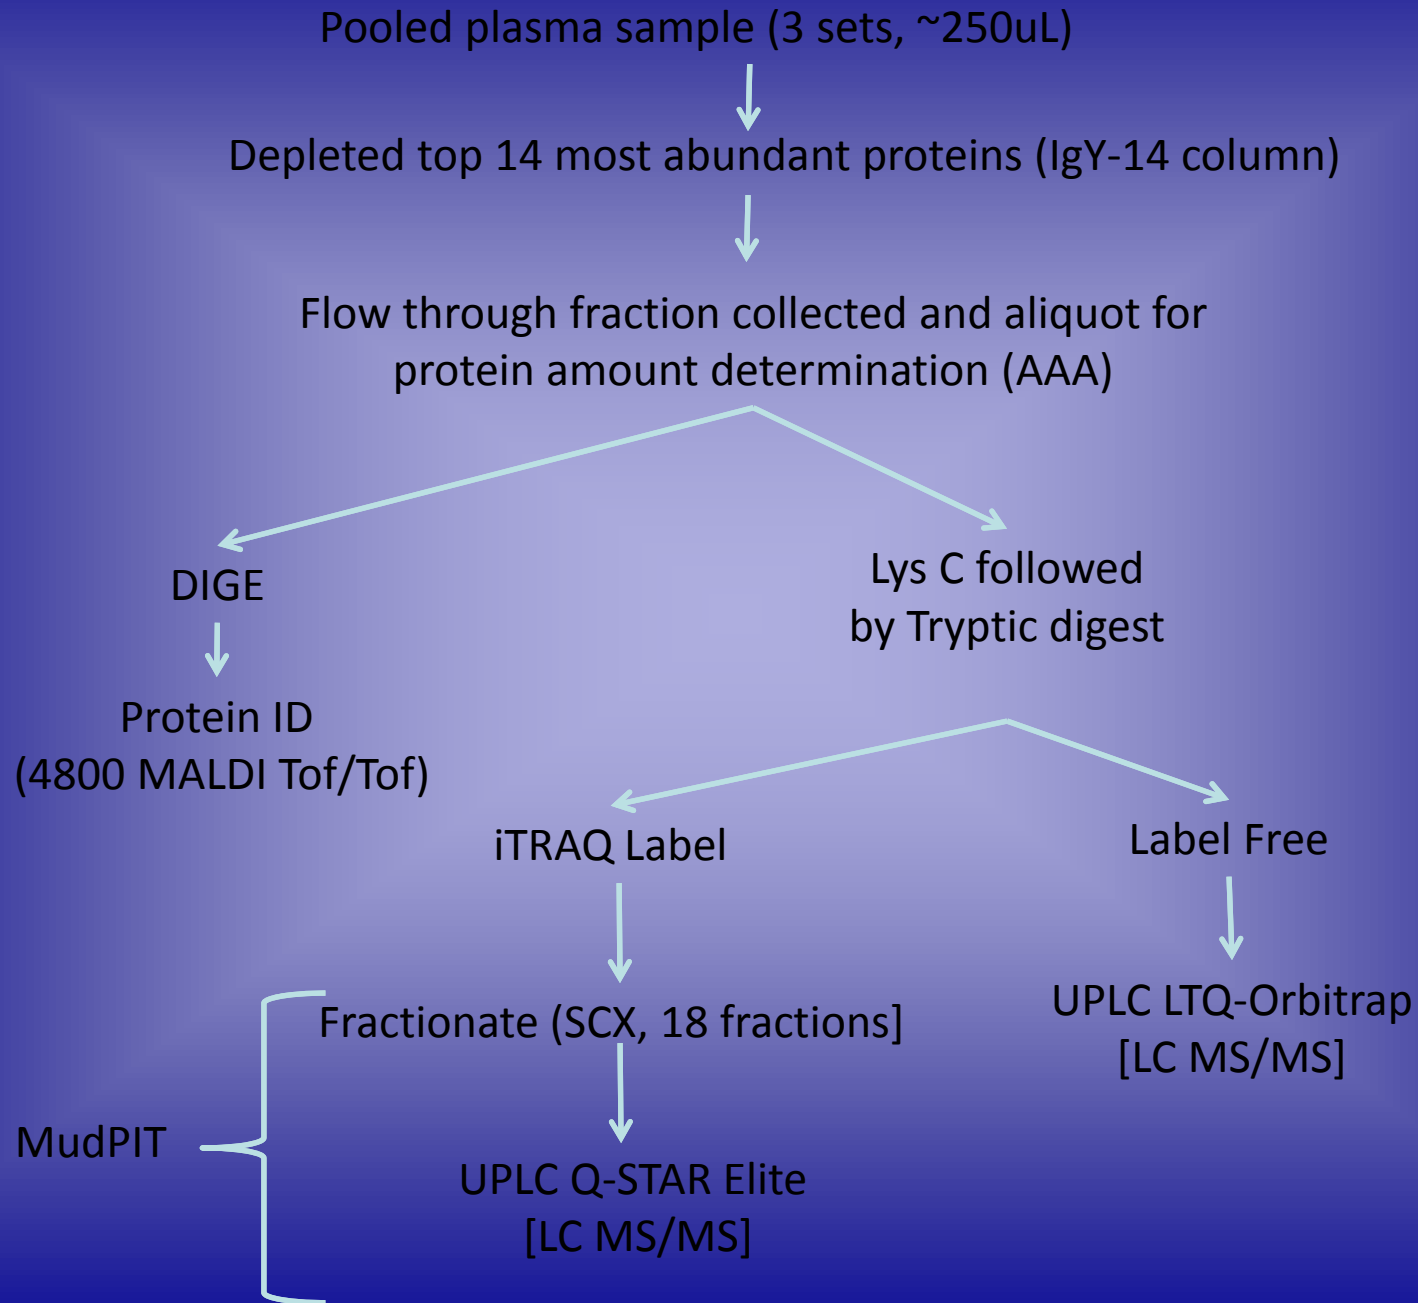 Pooled plasma sample (3 sets, ~250uL)
Depleted top 14 most abundant proteins (IgY-14 column)
Flow through fraction collected and aliquot for
protein amount determination (AAA)
DIGE
Lys C followed
by Tryptic digest
Protein ID
(4800 MALDI Tof/Tof)
iTRAQ Label
Label Free
Fractionate (SCX, 18 fractions]
UPLC LTQ-Orbitrap
[LC MS/MS]
MudPIT
UPLC Q-STAR Elite
[LC MS/MS]